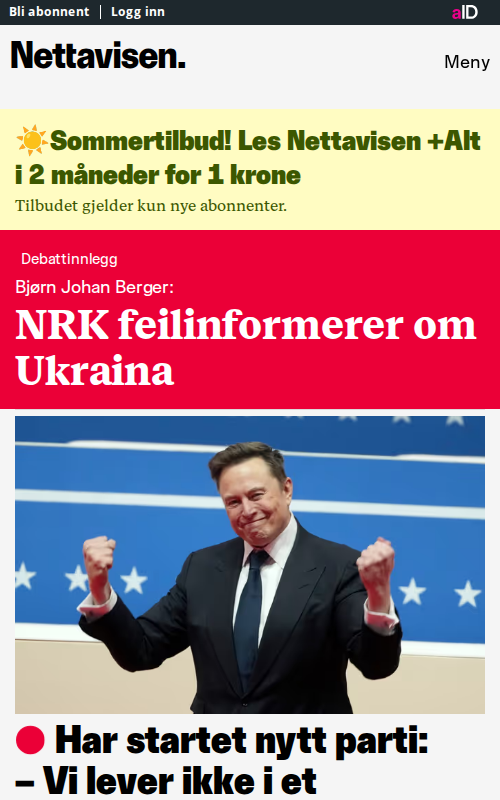 Bli abonnent
Logg inn
aID
Nettavisen.
Meny
Sommertilbud! Les Nettavisen +Alt
i 2 måneder for 1 krone
Tilbudet gjelder kun nye abonnenter.
Debattinnlegg
Bjørn Johan Berger:
NRK feilinformerer om
Ukraina
Har startet nytt parti:
– Vi lever ikke i et